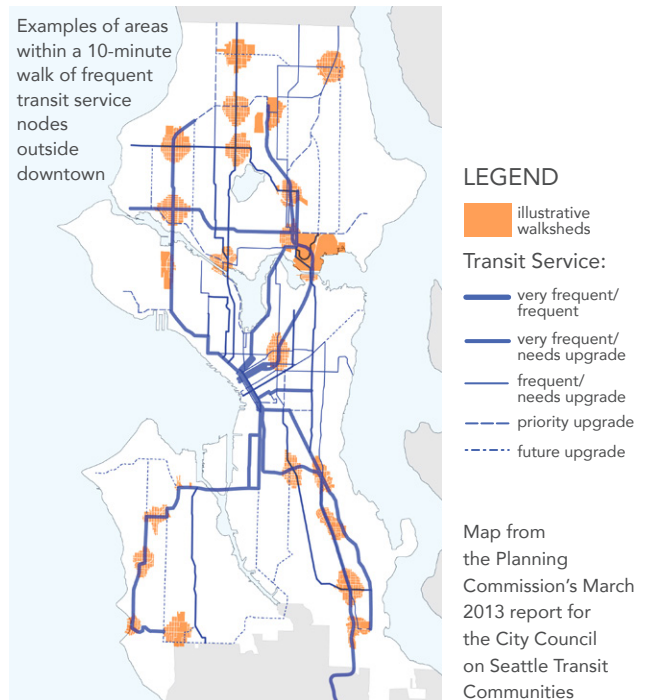 Examples of areas
within a 10-minute
walk of frequent
transit service
nodes
outside
downtown
LEGEND
illustrative
walksheds
Transit Service:
very frequent/
frequent
very frequent/
needs upgrade
frequent/
needs upgrade
priority upgrade
future upgrade
Map from
the Planning
Commission's March
2013 report for
the City Council
on Seattle Transit
Communities